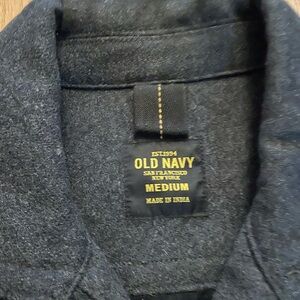 EST.1994
OLD NAVY
SAN FRANCISCO
NEW YORK
MEDIUM
MADE IN INDIA